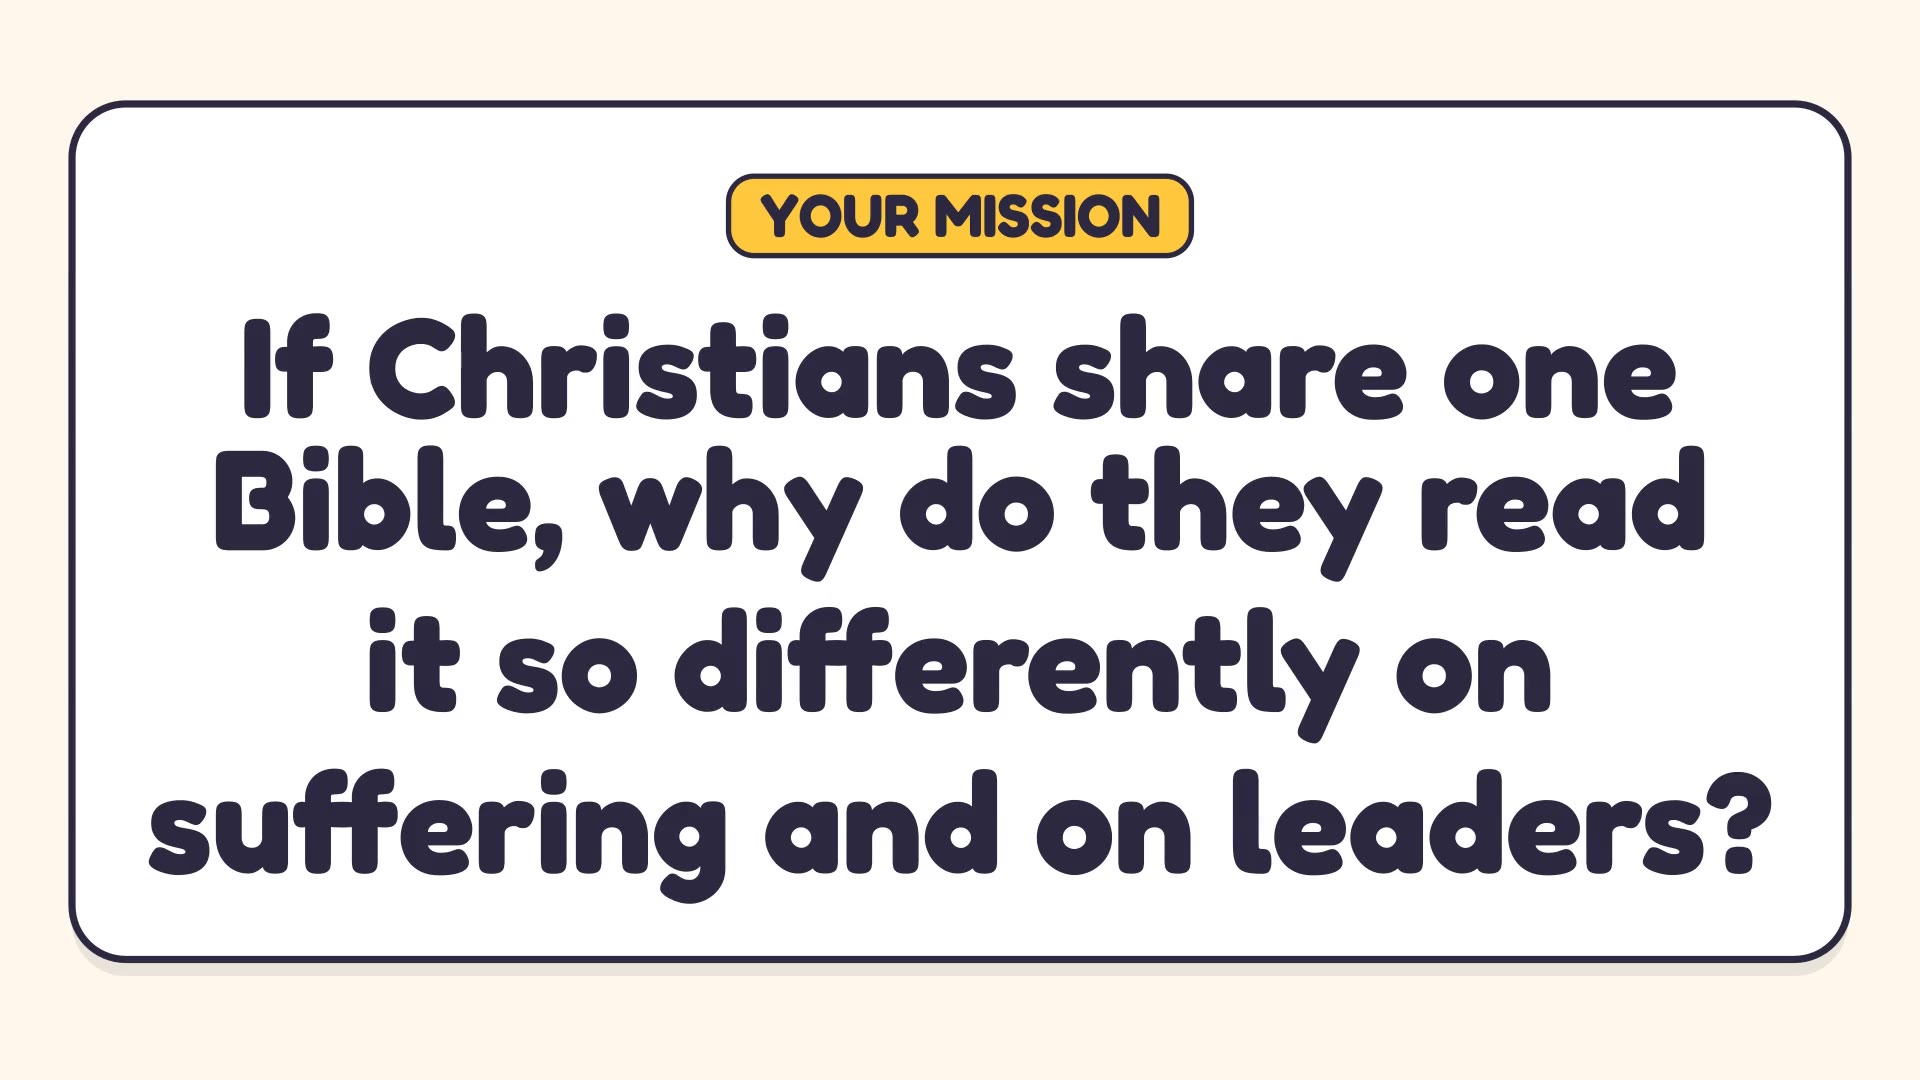 YOUR MISSION
If Christians share one
Bible, why do they read
it so differently on
suffering and on leaders?